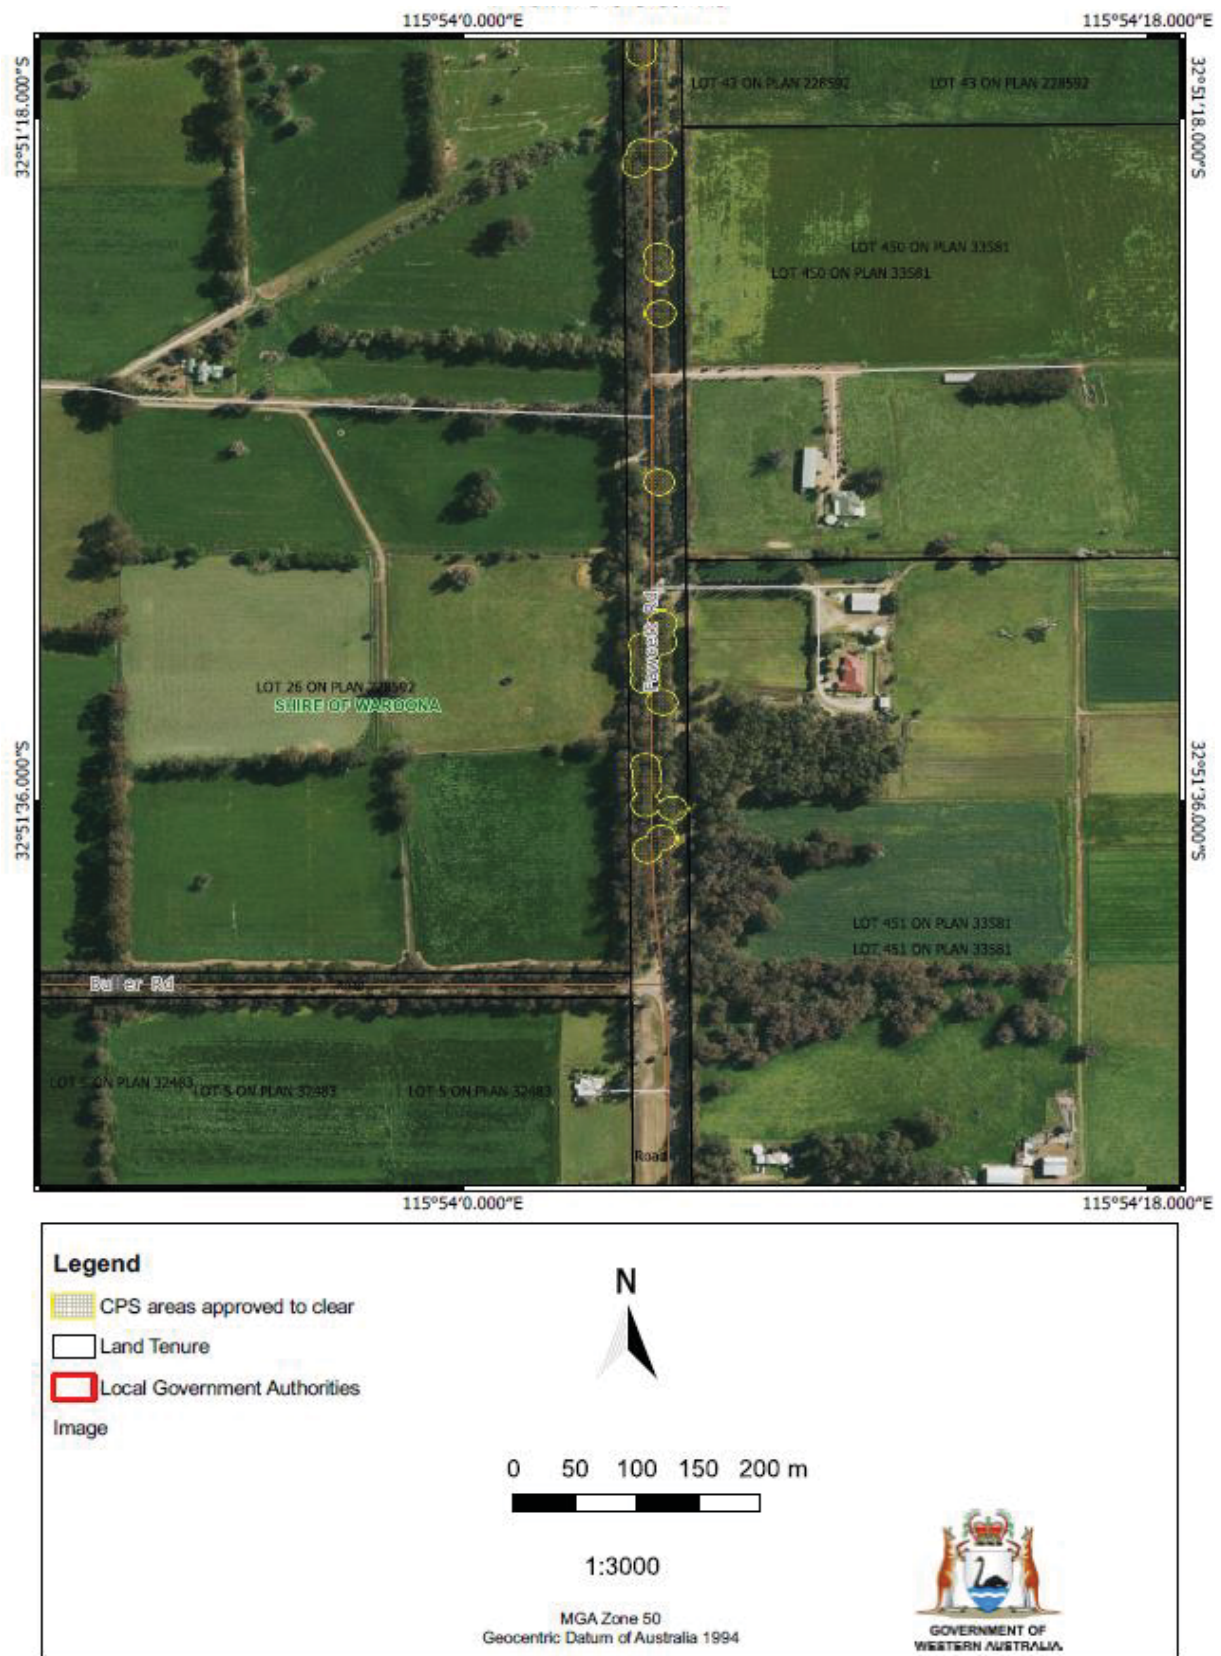 115°54'0.000"E
115°54'18.000"E
32°51'18.000"S
32°51'18.000"S
LOT 42 ON PLAN 228592
LOT 43 ON PLAN 228592
LOT 450 ON PLAN 33581
LOT 450 ON PLAN 33581
Fawcett Rd
LOT 26 ON PLAN 228592
SHIRE OF WAROONA
32°51'36.000"S
32°51'36.000"S
LOT 451 ON PLAN 33581
LOT 451 ON PLAN 33581
Road
LOT 5 ON PLAN 32483
LOT 5 ON PLAN 32483
LOT 5 ON PLAN 32483
Road
115°54'0.000"E
115°54'18.000"E
Legend
CPS areas approved to clear
Land Tenure
Local Government Authorities
Image
N
0 50 100 150 200 m
1:3000
MGA Zone 50
Geocentric Datum of Australia 1994
GOVERNMENT OF
WESTERN AUSTRALIA